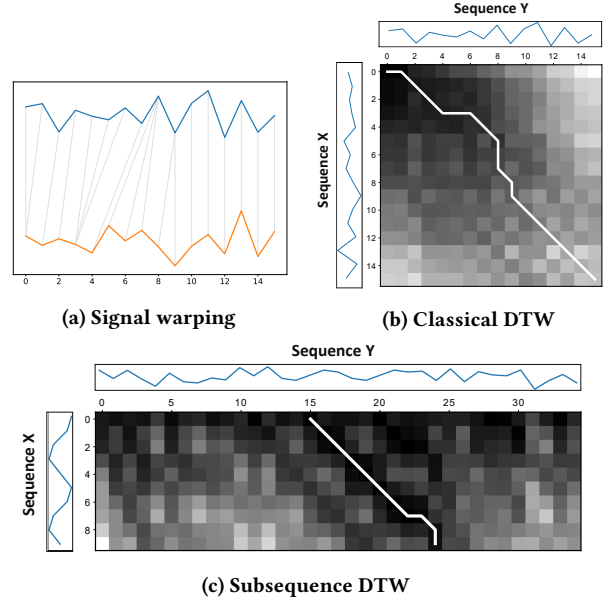 Sequence Y
0 2 4 6 8 10 12 14
Sequence X
0
2
4
6
8
10
12
14
0 2 4 6 8 10 12 14
(a) Signal warping
(b) Classical DTW
Sequence Y
0 5 10 15 20 25 30
Sequence X
0
2
4
6
8
(c) Subsequence DTW